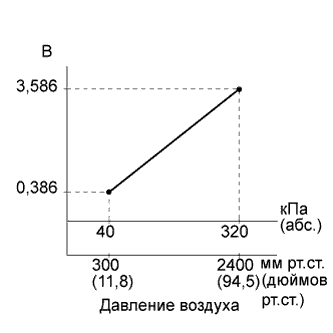 В
3,586
0,386
40 320 кПа
(абс.)
300 2400 мм рт.ст.
(11,8) (94,5) (дюймов
Давление воздуха рт.ст.)